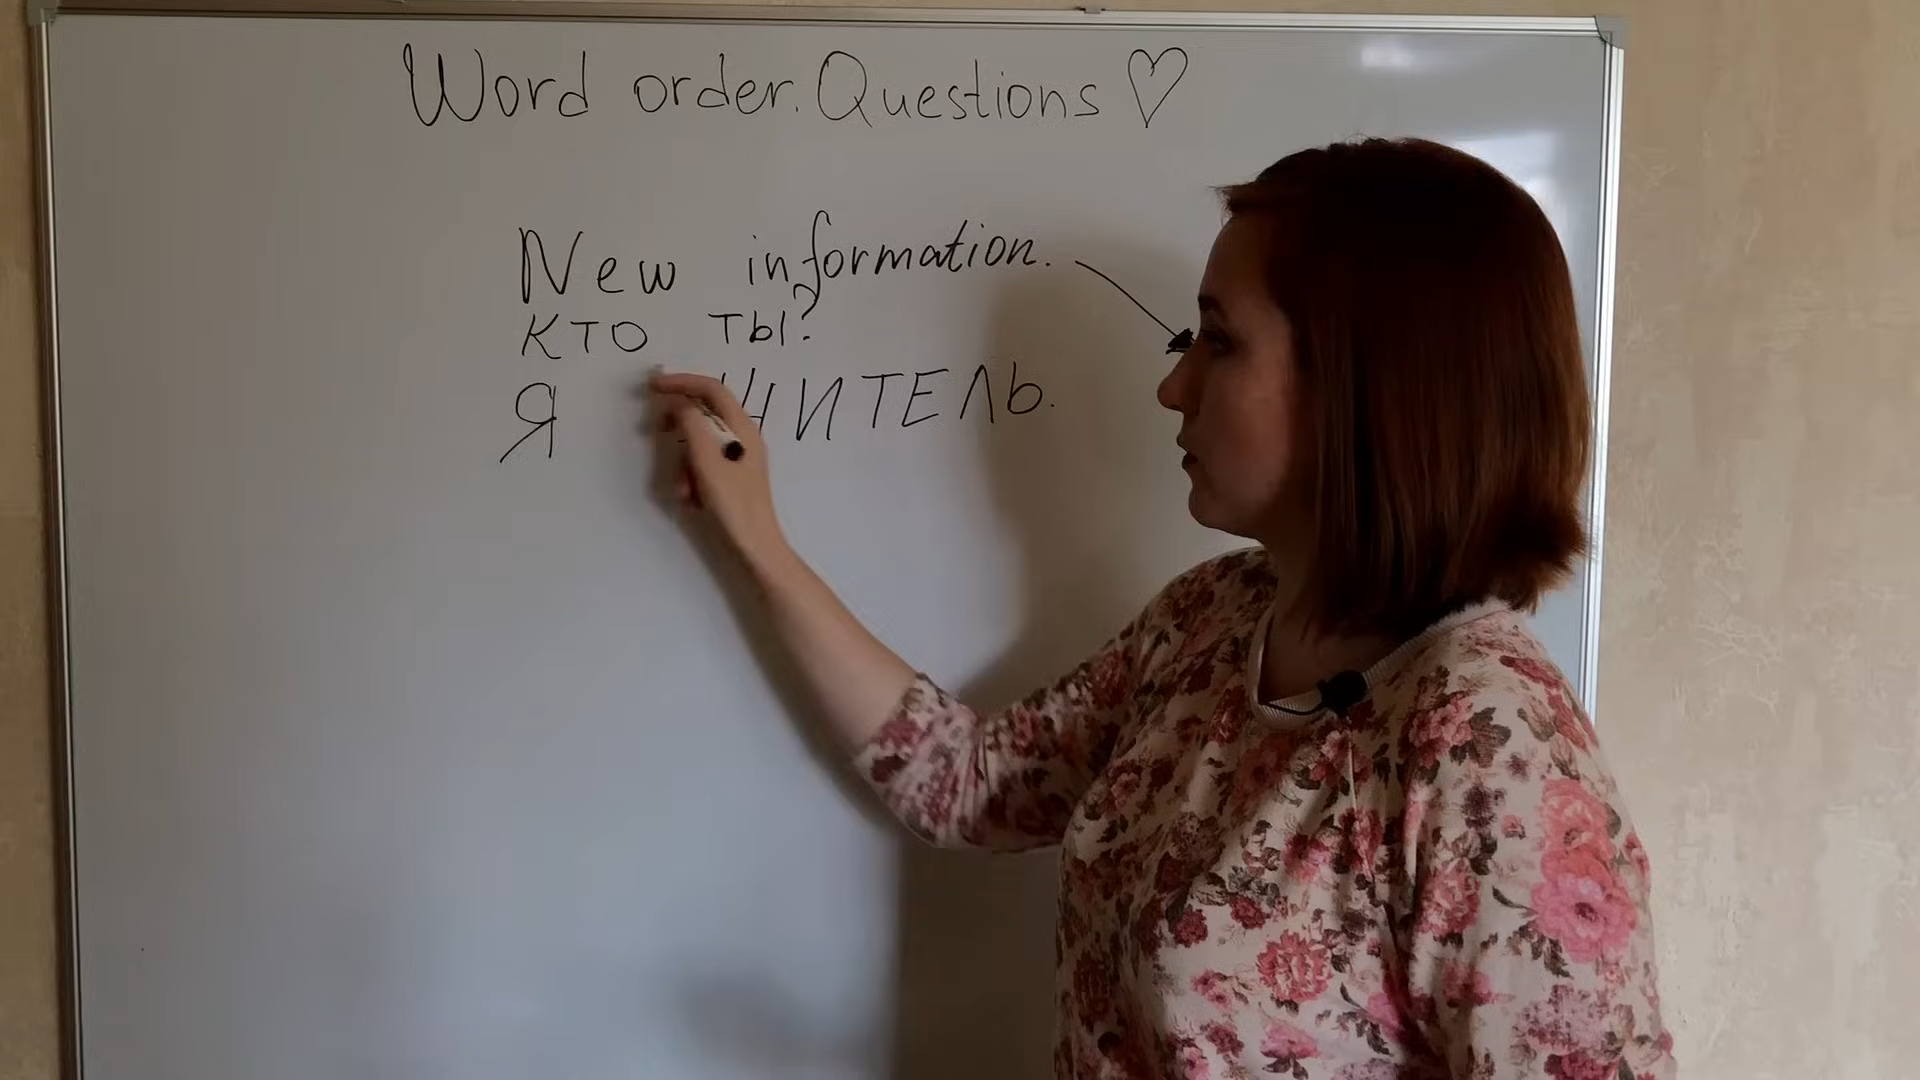 Word order. Questions ♡
New information.
КТО ТЫ?
Я